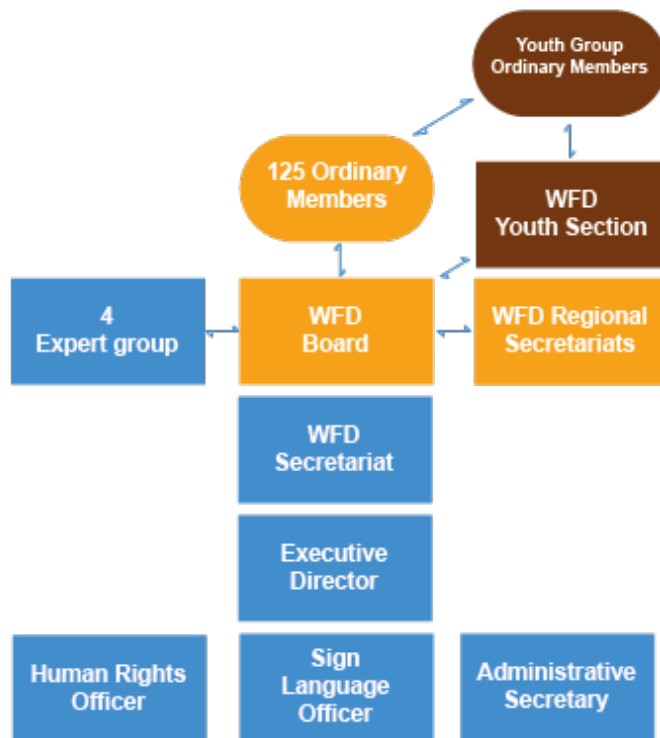 Youth Group
Ordinary Members
125 Ordinary
Members
WFD
Youth Section
4
Expert group
WFD
Board
WFD Regional
Secretariats
WFD
Secretariat
Executive
Director
Human Rights
Officer
Sign
Language
Officer
Administrative
Secretary